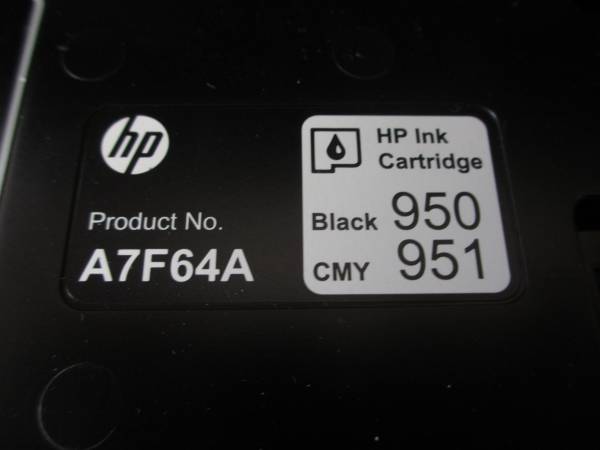 hp
Product No.
A7F64A
HP Ink
Cartridge
Black 950
CMY 951